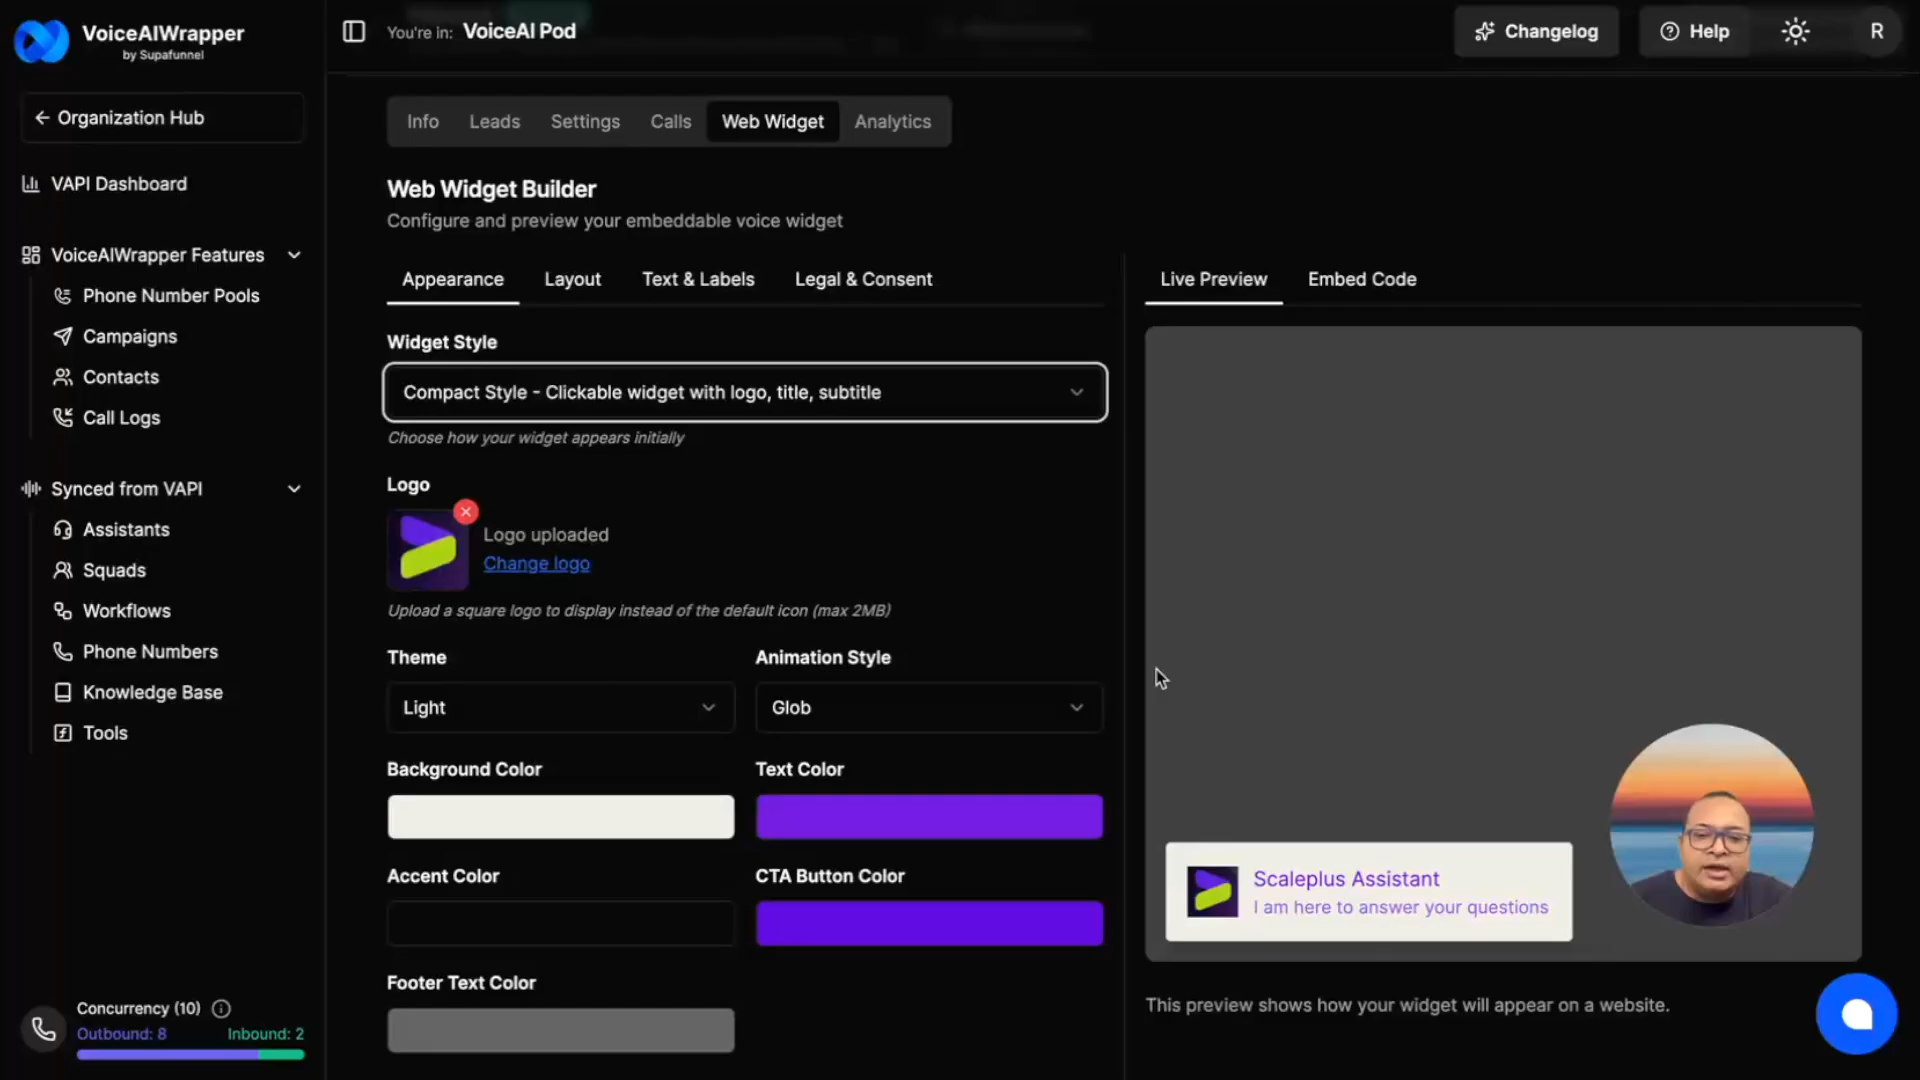 VoiceAIWrapper
by Supafunnel
You're in: VoiceAI Pod
Changelog
Help
R
Organization Hub
VAPI Dashboard
VoiceAIWrapper Features
Phone Number Pools
Campaigns
Contacts
Call Logs
Synced from VAPI
Assistants
Squads
Workflows
Phone Numbers
Knowledge Base
Tools
Concurrency (10)
Outbound: 8
Inbound: 2
Info
Leads
Settings
Calls
Web Widget
Analytics
Web Widget Builder
Configure and preview your embeddable voice widget
Appearance
Layout
Text & Labels
Legal & Consent
Widget Style
Compact Style - Clickable widget with logo, title, subtitle
Choose how your widget appears initially
Logo
Logo uploaded
Change logo
Upload a square logo to display instead of the default icon (max 2MB)
Theme
Animation Style
Light
Glob
Background Color
Text Color
Accent Color
CTA Button Color
Footer Text Color
Live Preview
Embed Code
Scaleplus Assistant
I am here to answer your questions
This preview shows how your widget will appear on a website.